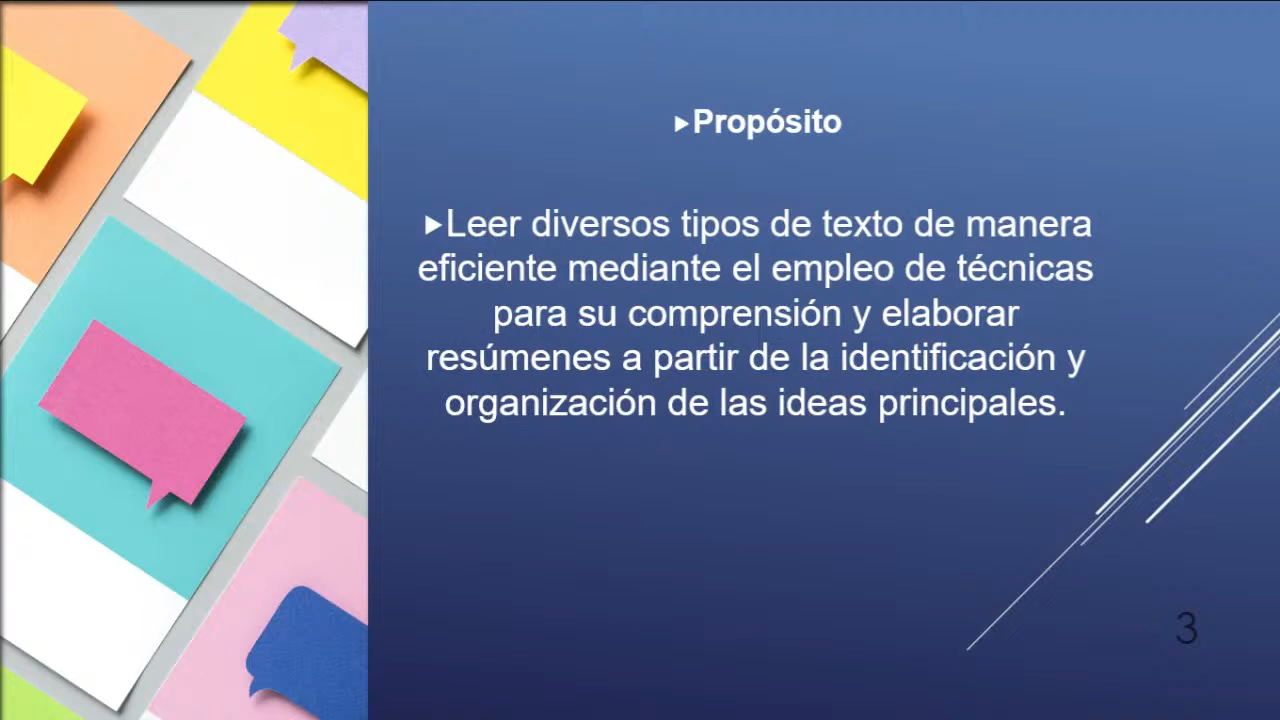 ▸Propósito
▸Leer diversos tipos de texto de manera
eficiente mediante el empleo de técnicas
para su comprensión y elaborar
resúmenes a partir de la identificación y
organización de las ideas principales.
3